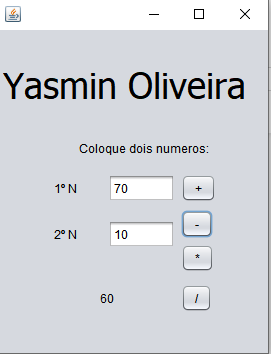 Yasmin Oliveira
Coloque dois numeros:
1º N 70 +
-
2º N 10
*
60 /